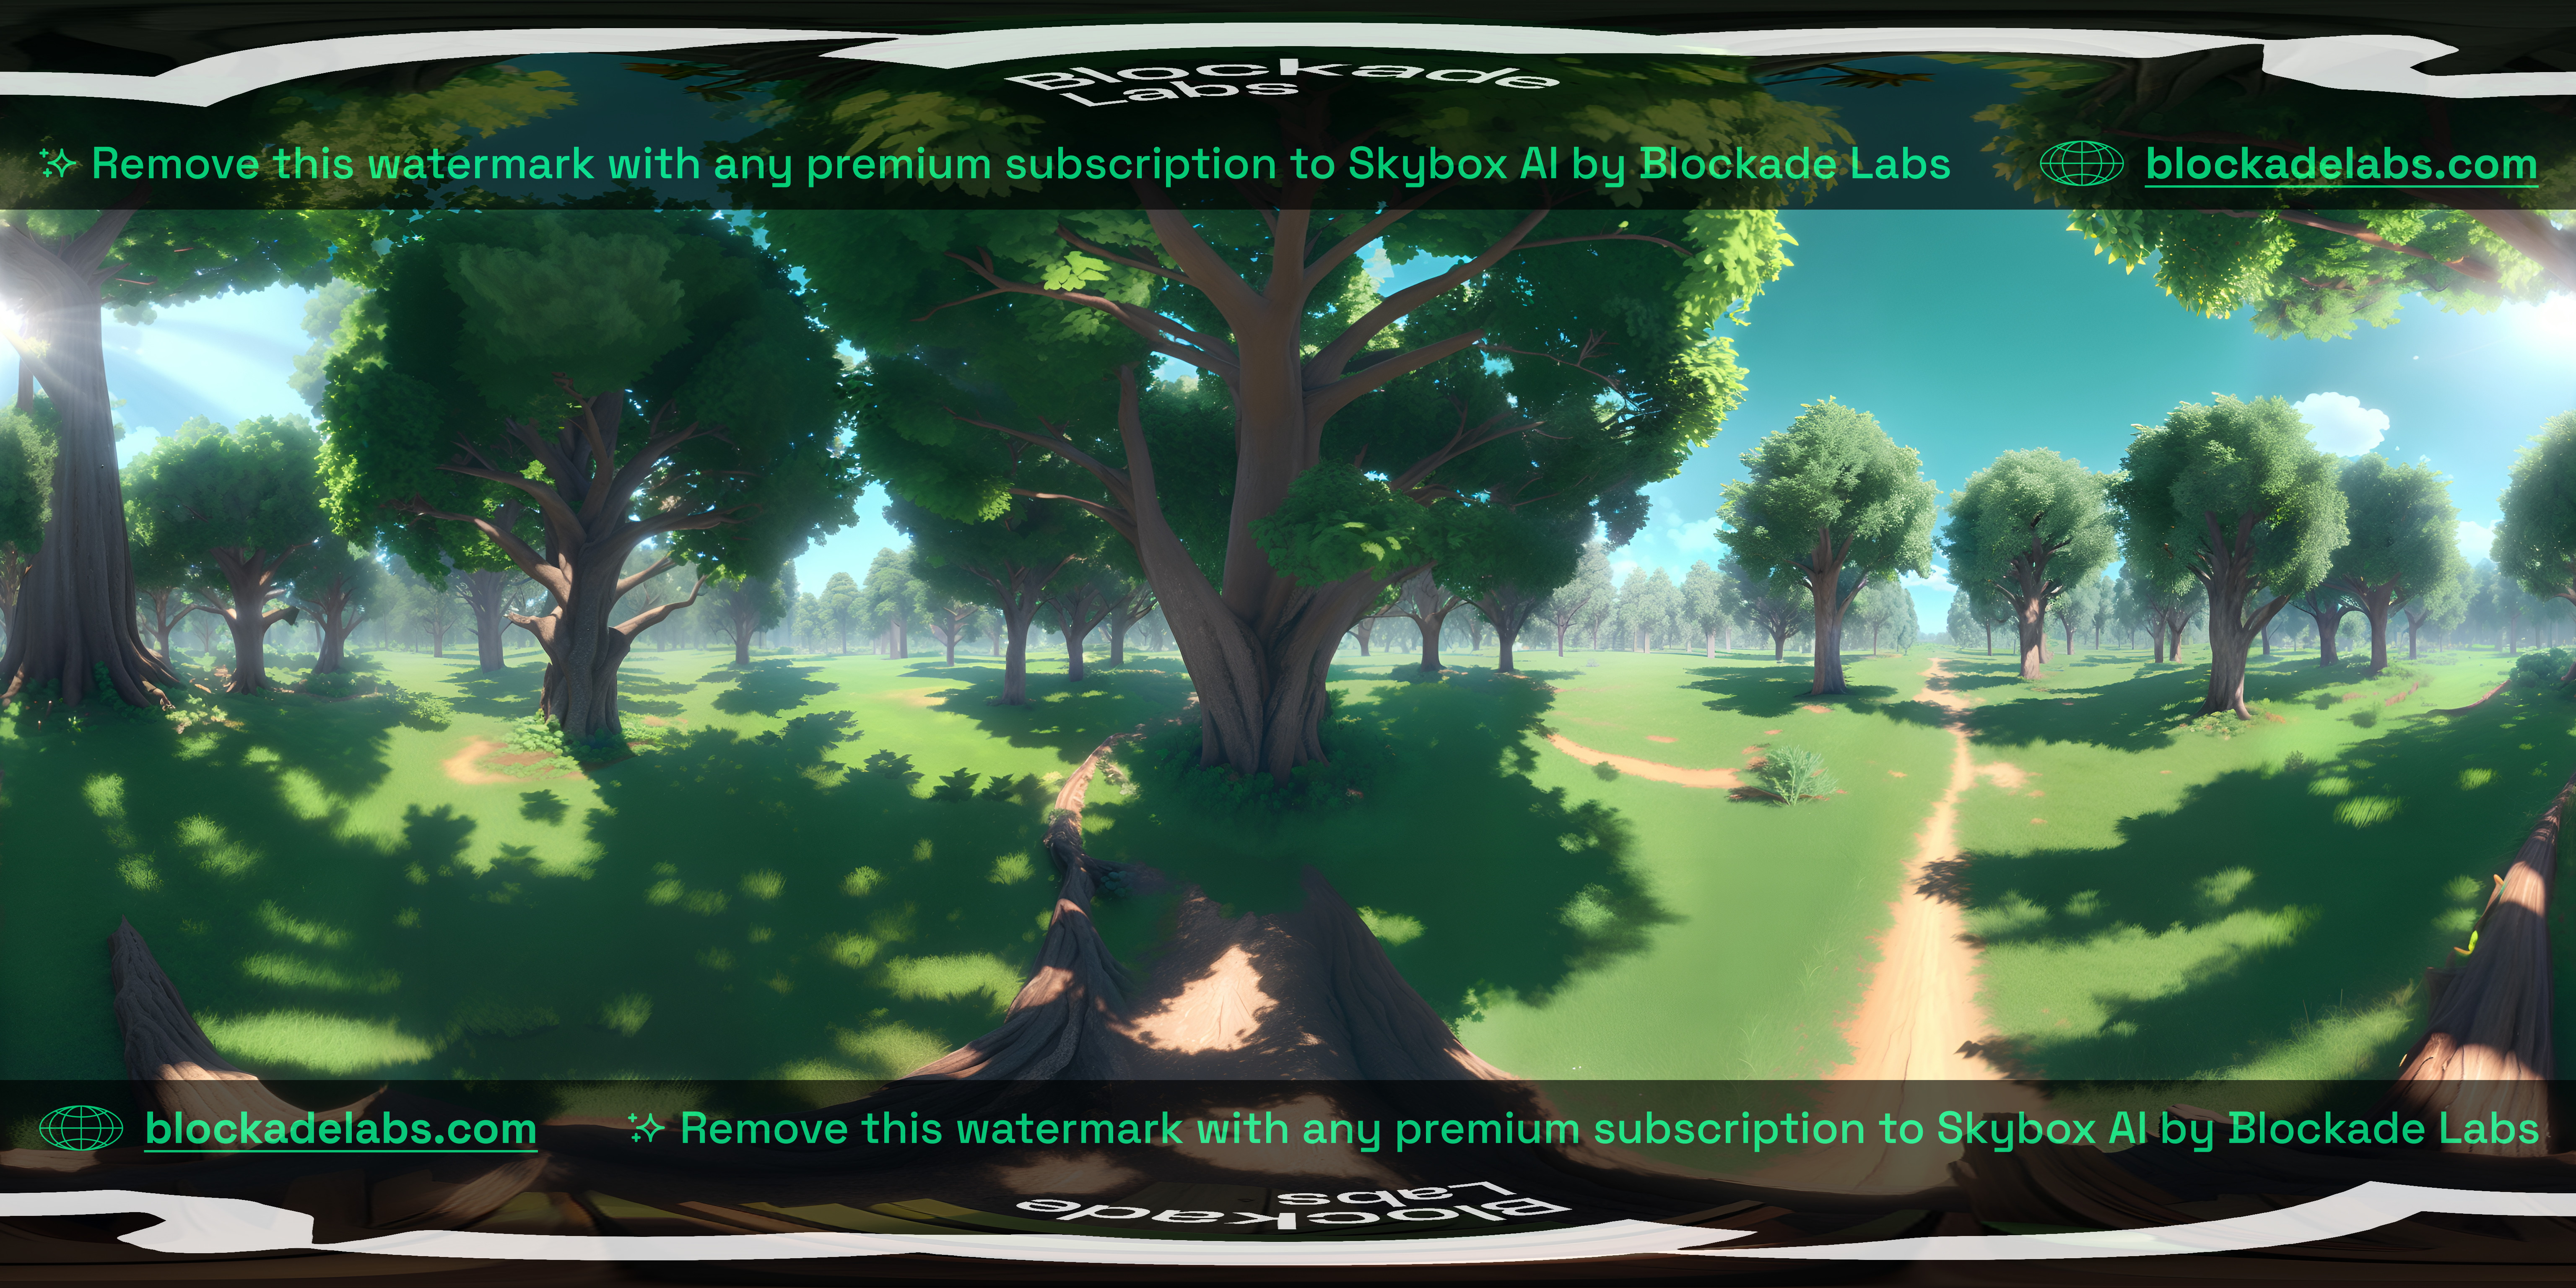 Blockade
Labs
Remove this watermark with any premium subscription to Skybox AI by Blockade Labs blockadelabs.com
blockadelabs.com Remove this watermark with any premium subscription to Skybox AI by Blockade Labs
Labs
Blockade